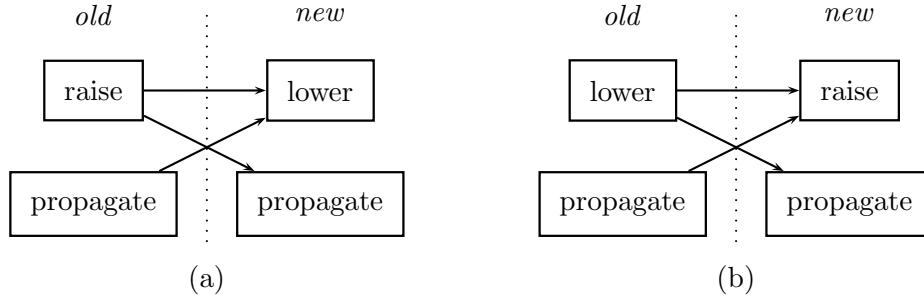 old new old new
raise lower lower raise
propagate propagate propagate propagate
(a) (b)